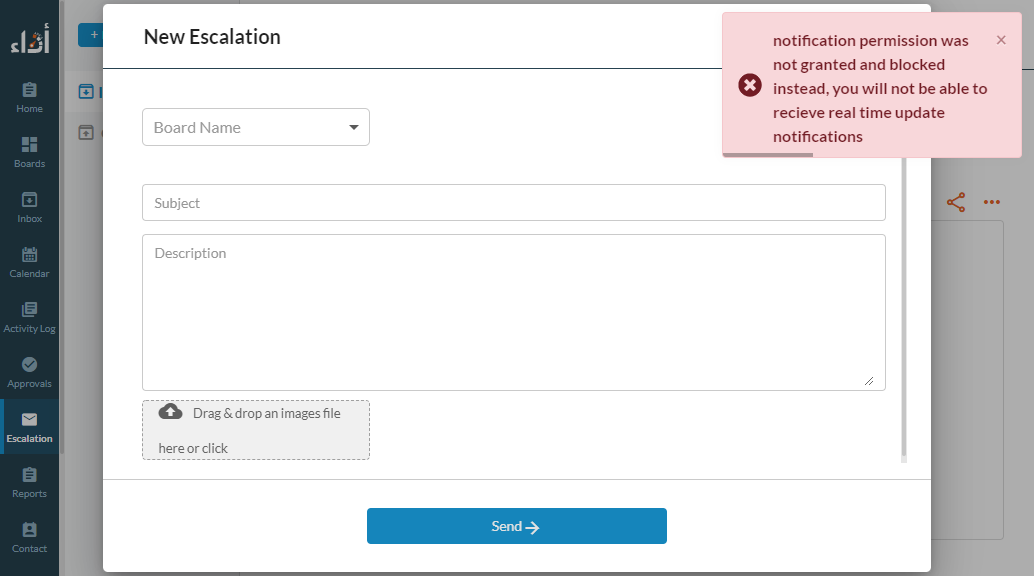 أداء
Home
Boards
Inbox
Calendar
Activity Log
Approvals
Escalation
Reports
Contact
+
New Escalation
Board Name
Subject
Description
Drag & drop an images file
here or click
Send
notification permission was
not granted and blocked
instead, you will not be able to
recieve real time update
notifications